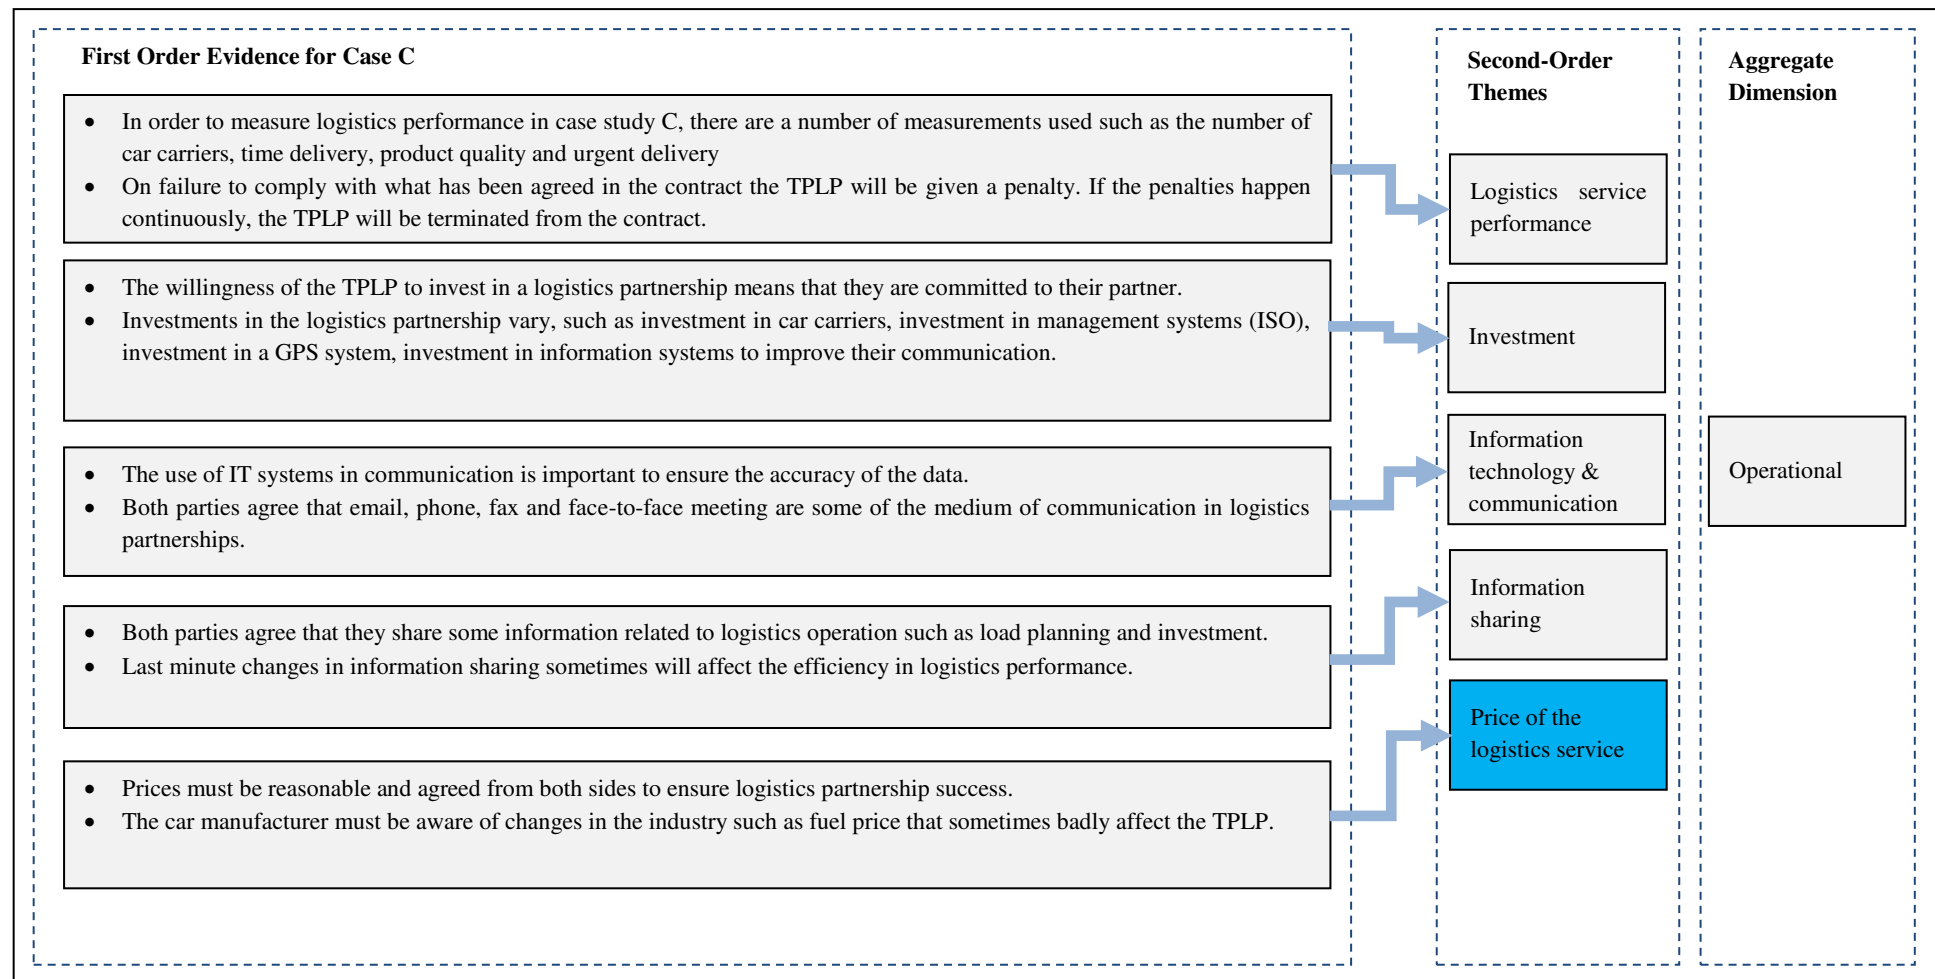 First Order Evidence for Case C
• In order to measure logistics performance in case study C, there are a number of measurements used such as the number of
car carriers, time delivery, product quality and urgent delivery
• On failure to comply with what has been agreed in the contract the TPLP will be given a penalty. If the penalties happen
continuously, the TPLP will be terminated from the contract.
• The willingness of the TPLP to invest in a logistics partnership means that they are committed to their partner.
• Investments in the logistics partnership vary, such as investment in car carriers, investment in management systems (ISO),
investment in a GPS system, investment in information systems to improve their communication.
• The use of IT systems in communication is important to ensure the accuracy of the data.
• Both parties agree that email, phone, fax and face-to-face meeting are some of the medium of communication in logistics
partnerships.
• Both parties agree that they share some information related to logistics operation such as load planning and investment.
• Last minute changes in information sharing sometimes will affect the efficiency in logistics performance.
• Prices must be reasonable and agreed from both sides to ensure logistics partnership success.
• The car manufacturer must be aware of changes in the industry such as fuel price that sometimes badly affect the TPLP.
Second-Order
Themes
Logistics service
performance
Investment
Information
technology &
communication
Information
sharing
Price of the
logistics service
Aggregate
Dimension
Operational